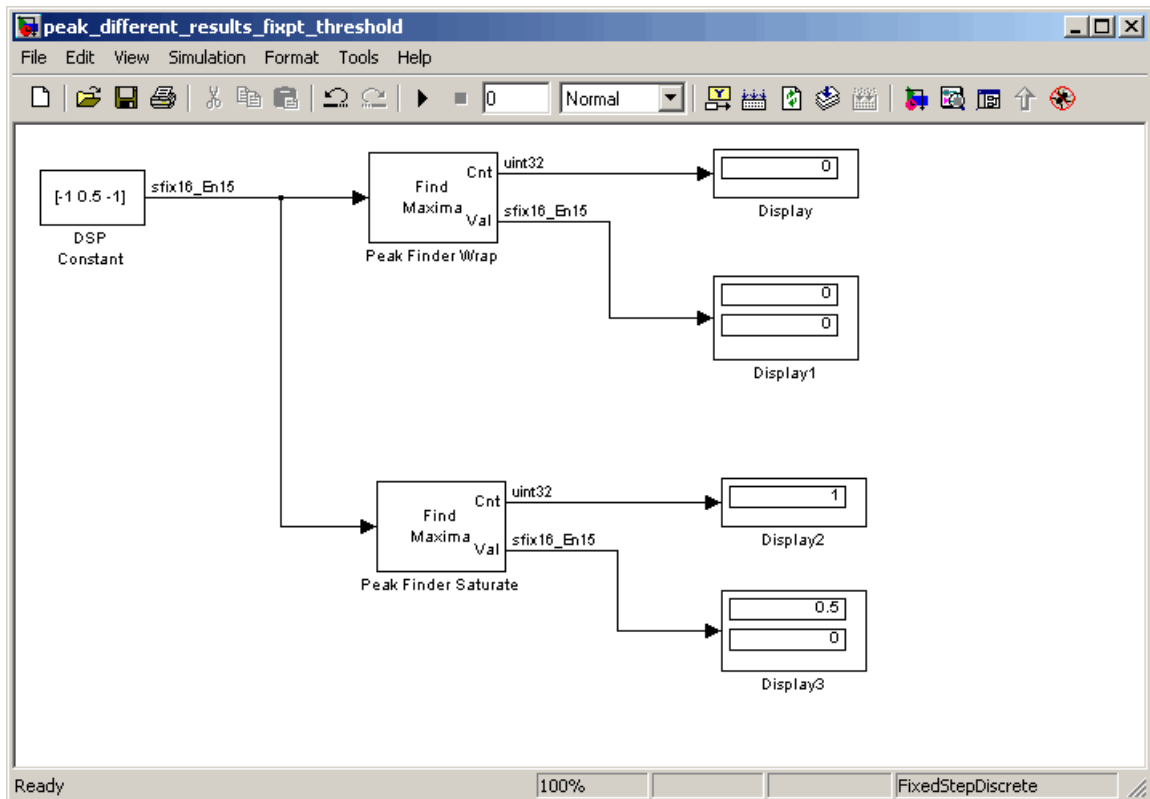 peak_different_results_fixpt_threshold
File Edit View Simulation Format Tools Help
0 Normal
[-1 0.5 -1]
sfix16_En15
DSP
Constant
Find
Maxima
Cnt
Val
Peak Finder Wrap
uint32
sfix16_En15
0
Display
0
0
Display1
Find
Maxima
Cnt
Val
Peak Finder Saturate
uint32
sfix16_En15
1
Display2
0.5
0
Display3
Ready 100% FixedStepDiscrete